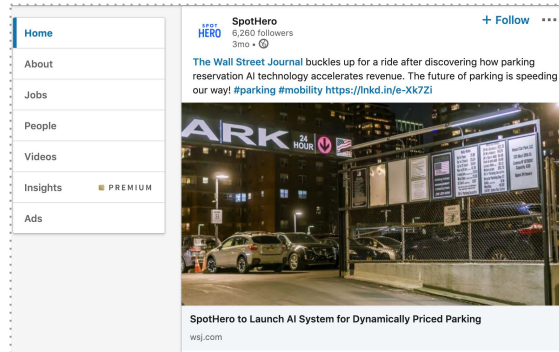 Home
About
Jobs
People
Videos
Insights PREMIUM
Ads
SPOT
HERO
SpotHero
6,260 followers
3mo •
+ Follow
The Wall Street Journal buckles up for a ride after discovering how parking
reservation AI technology accelerates revenue. The future of parking is speeding
our way! #parking #mobility https://lnkd.in/e-Xk7Zi
ARK 24
HOUR
SpotHero to Launch AI System for Dynamically Priced Parking
wsj.com